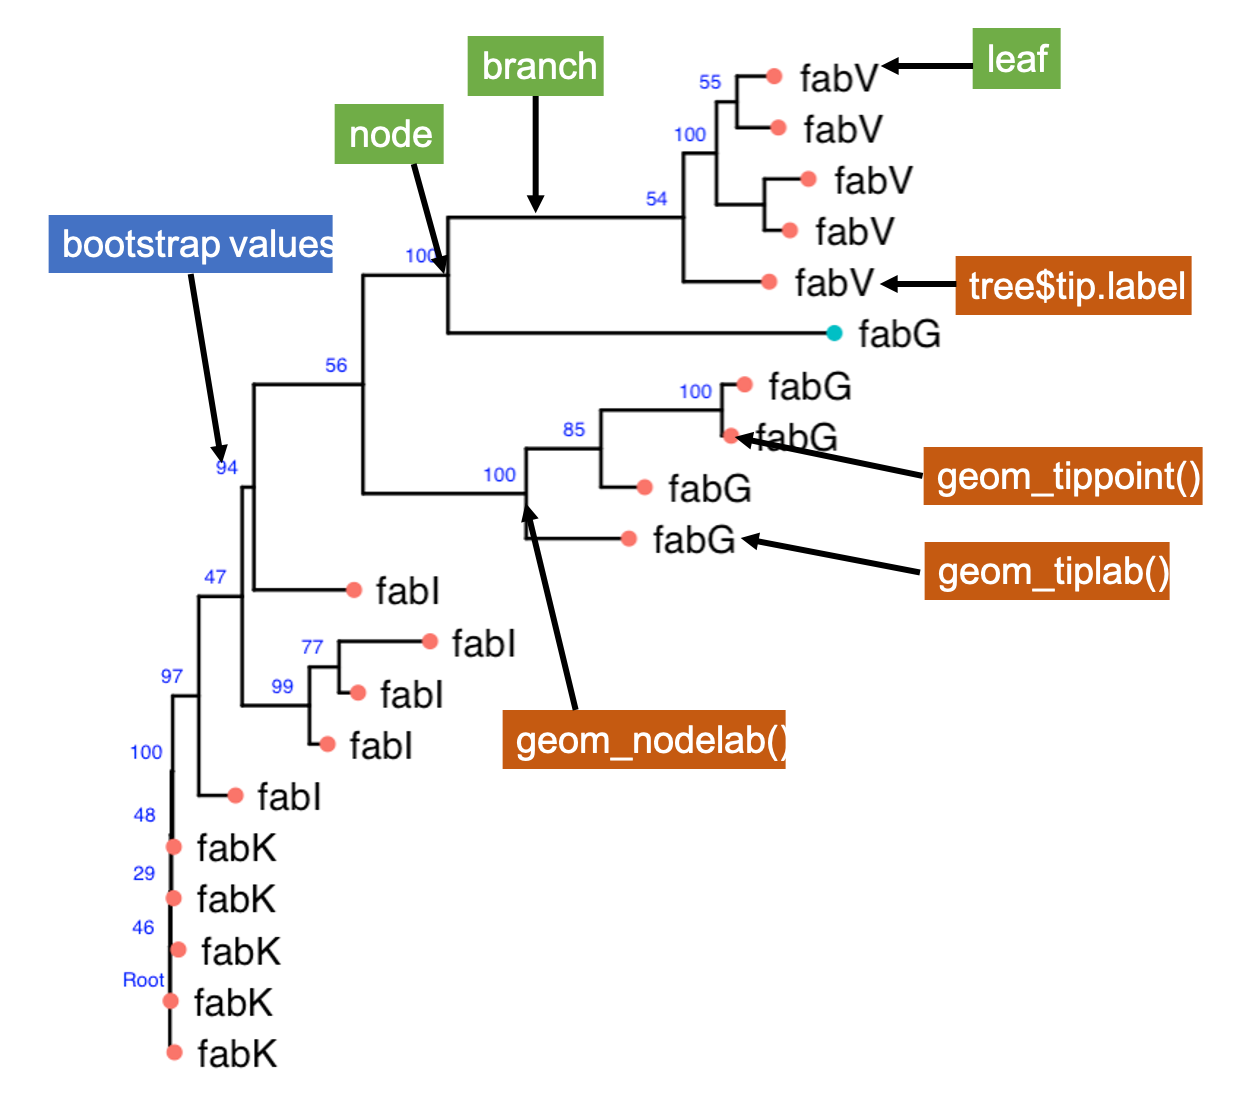 leaf
branch
55
fabV
node
100
fabV
fabV
54
bootstrap values
fabV
100
fabV
tree$tip.label
fabG
56
100
fabG
85
fabG
94
100
fabG
geom_tippoint()
fabG
geom_tiplab()
47
fabI
77
fabI
97
99
fabI
100
fabI
geom_nodelab()
fabI
48
fabK
29
fabK
46
fabK
Root
fabK
fabK